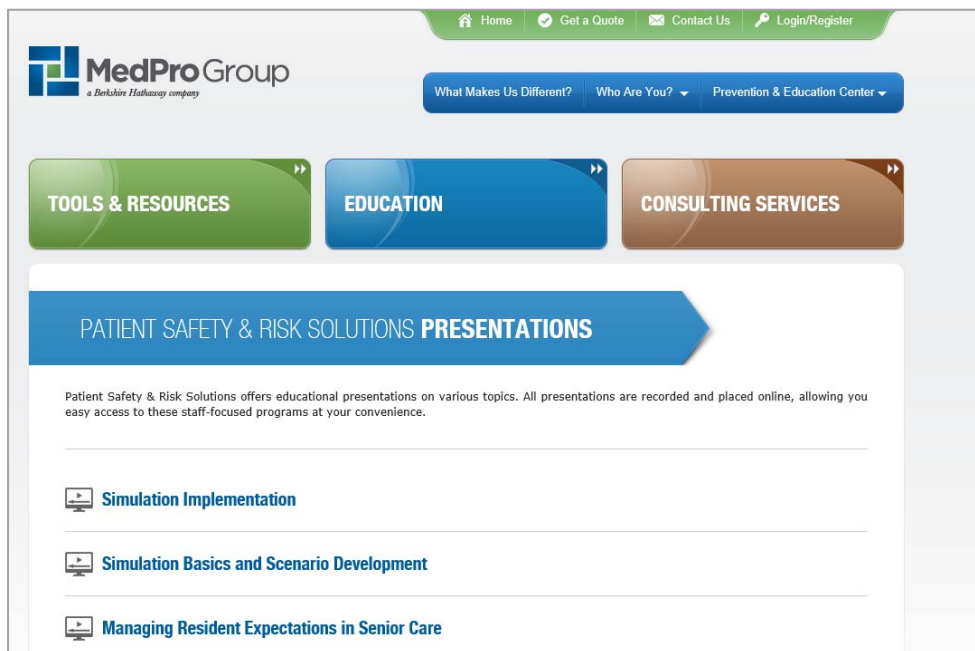 Home Get a Quote Contact Us Login/Register
MedPro Group
a Berkshire Hathaway company
What Makes Us Different? Who Are You? Prevention & Education Center
TOOLS & RESOURCES
EDUCATION
CONSULTING SERVICES
PATIENT SAFETY & RISK SOLUTIONS PRESENTATIONS
Patient Safety & Risk Solutions offers educational presentations on various topics. All presentations are recorded and placed online, allowing you
easy access to these staff-focused programs at your convenience.
Simulation Implementation
Simulation Basics and Scenario Development
Managing Resident Expectations in Senior Care